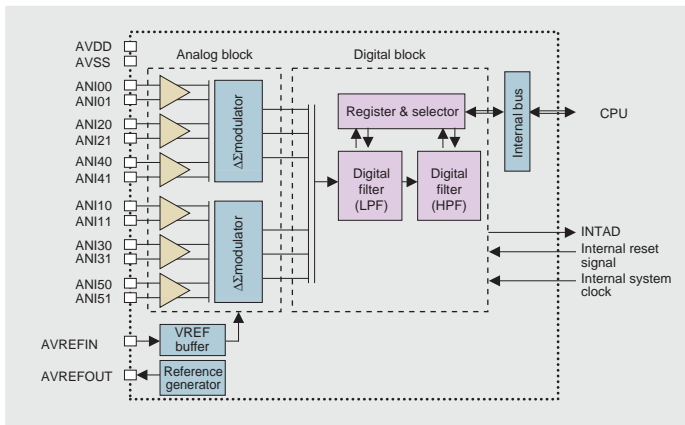 AVDD
AVSS
Analog block
Digital block
ANI00
ANI01
ANI20
ANI21
ANI40
ANI41
ΔΣmodulator
ANI10
ANI11
ANI30
ANI31
ANI50
ANI51
ΔΣmodulator
Register & selector
Digital
filter
(LPF)
Digital
filter
(HPF)
Internal bus
CPU
INTAD
Internal reset
signal
Internal system
clock
AVREFIN
VREF
buffer
AVREFOUT
Reference
generator